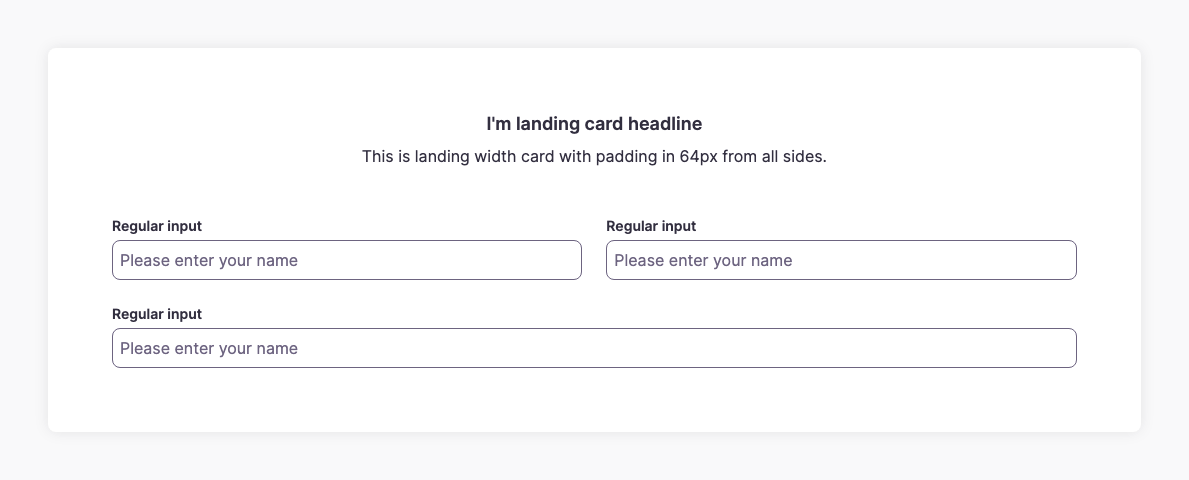 I'm landing card headline
This is landing width card with padding in 64px from all sides.
Regular input
Please enter your name
Regular input
Please enter your name
Regular input
Please enter your name